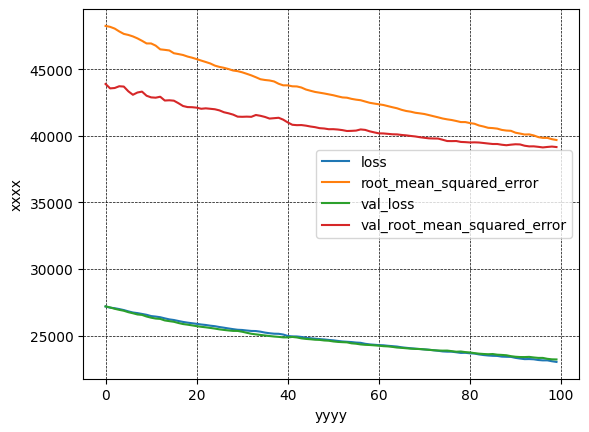 45000
40000
35000
30000
25000
xxxx
loss
root_mean_squared_error
val_loss
val_root_mean_squared_error
0 20 40 60 80 100
yyyy